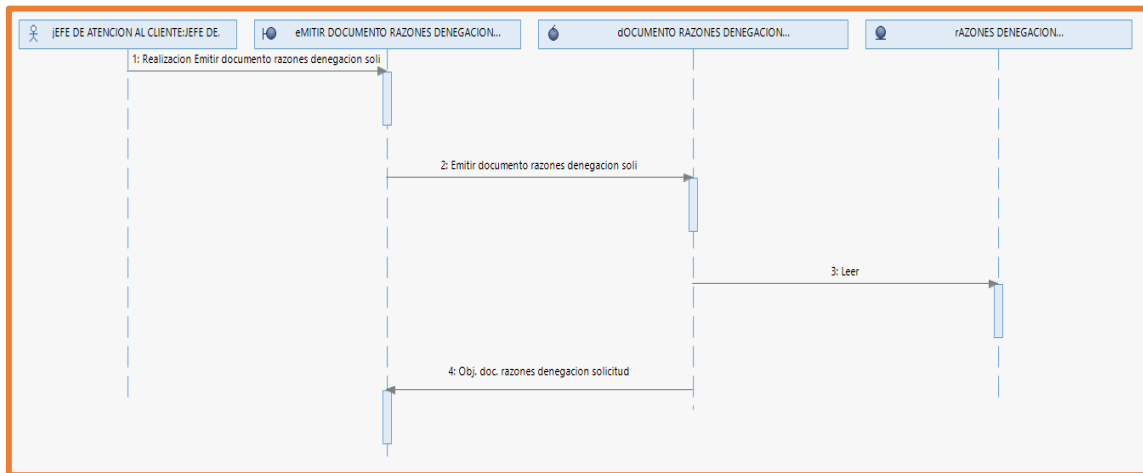 jEFE DE ATENCION AL CLIENTE:JEFE DE.
eMITIR DOCUMENTO RAZONES DENEGACION...
dOCUMENTO RAZONES DENEGACION...
rAZONES DENEGACION...
1: Realizacion Emitir documento razones denegacion soli
2: Emitir documento razones denegacion soli
3: Leer
4: Obj. doc. razones denegacion solicitud